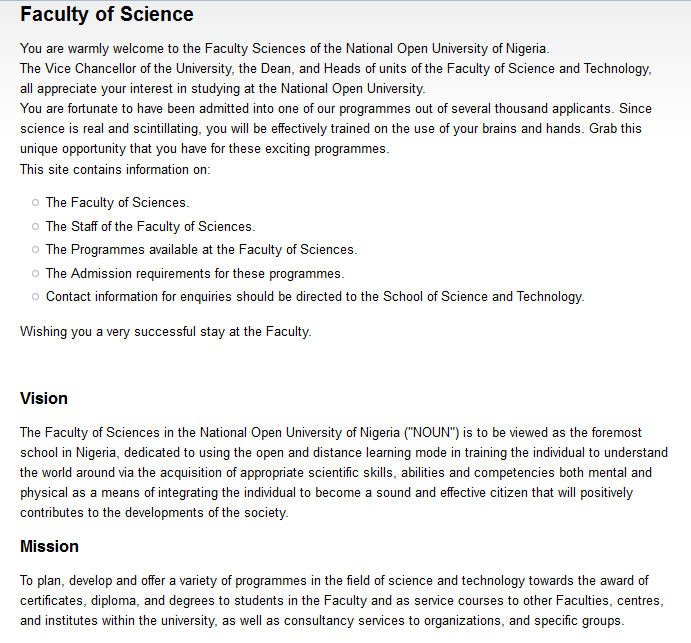 Faculty of Science
You are warmly welcome to the Faculty Sciences of the National Open University of Nigeria.
The Vice Chancellor of the University, the Dean, and Heads of units of the Faculty of Science and Technology,
all appreciate your interest in studying at the National Open University.
You are fortunate to have been admitted into one of our programmes out of several thousand applicants. Since
science is real and scintillating, you will be effectively trained on the use of your brains and hands. Grab this
unique opportunity that you have for these exciting programmes.
This site contains information on:
The Faculty of Sciences.
The Staff of the Faculty of Sciences.
The Programmes available at the Faculty of Sciences.
The Admission requirements for these programmes.
Contact information for enquiries should be directed to the School of Science and Technology.
Wishing you a very successful stay at the Faculty.
Vision
The Faculty of Sciences in the National Open University of Nigeria ("NOUN") is to be viewed as the foremost
school in Nigeria, dedicated to using the open and distance learning mode in training the individual to understand
the world around via the acquisition of appropriate scientific skills, abilities and competencies both mental and
physical as a means of integrating the individual to become a sound and effective citizen that will positively
contributes to the developments of the society.
Mission
To plan, develop and offer a variety of programmes in the field of science and technology towards the award of
certificates, diploma, and degrees to students in the Faculty and as service courses to other Faculties, centres,
and institutes within the university, as well as consultancy services to organizations, and specific groups.